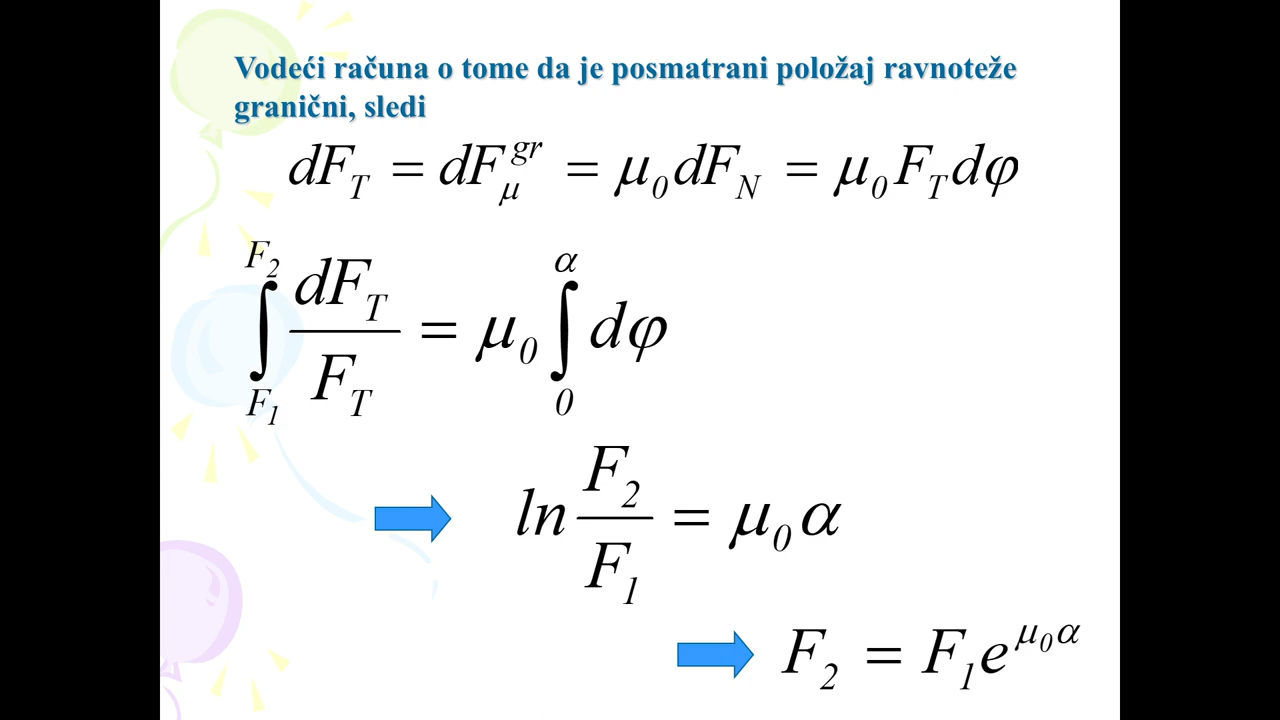 Vodeći računa o tome da je posmatrani položaj ravnoteže
granični, sledi
dF_T = dF_μ^gr = μ_0 dF_N = μ_0 F_T dφ
∫_{F_1}^{F_2} dF_T / F_T = μ_0 ∫_0^α dφ
ln F_2 / F_1 = μ_0 α
F_2 = F_1 e^{μ_0 α}